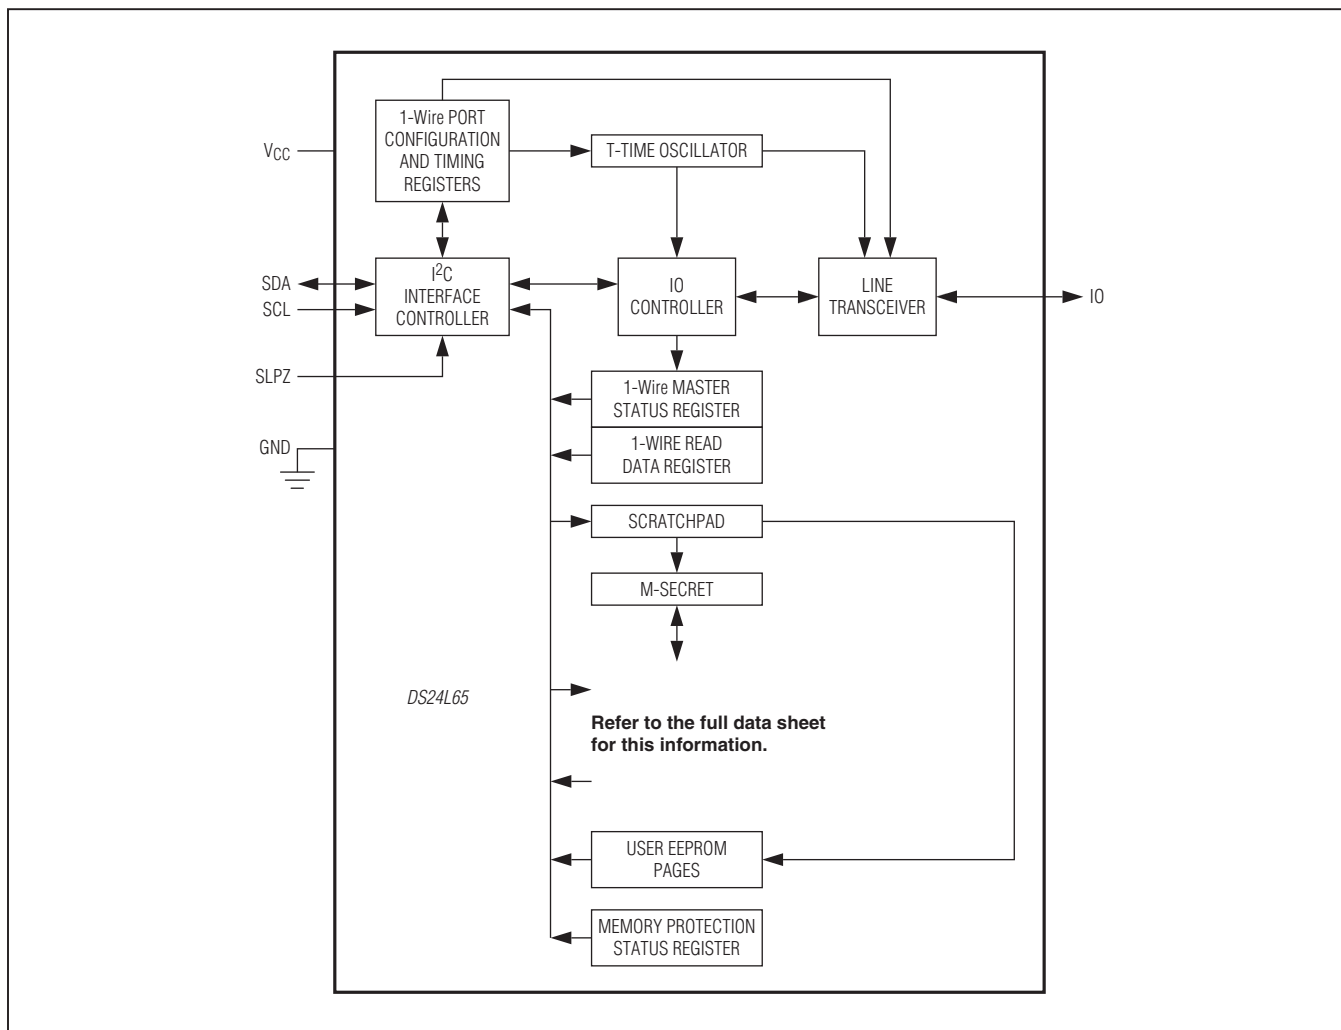 1-Wire PORT
CONFIGURATION
AND TIMING
REGISTERS
VCC
T-TIME OSCILLATOR
SDA
SCL
I2C
INTERFACE
CONTROLLER
IO
CONTROLLER
LINE
TRANSCEIVER
IO
SLPZ
1-Wire MASTER
STATUS REGISTER
GND
1-WIRE READ
DATA REGISTER
SCRATCHPAD
M-SECRET
DS24L65
Refer to the full data sheet
for this information.
USER EEPROM
PAGES
MEMORY PROTECTION
STATUS REGISTER